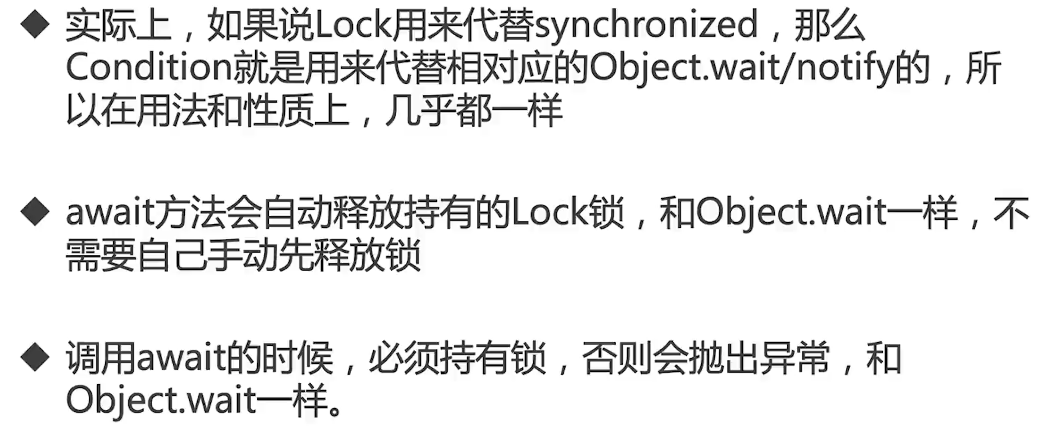 ◆ 实际上，如果说Lock用来代替synchronized，那么
Condition就是用来代替相对应的Object.wait/notify的，所
以在用法和性质上，几乎都一样
◆ await方法会自动释放持有的Lock锁，和Object.wait一样，不
需要自己手动先释放锁
◆ 调用await的时候，必须持有锁，否则会抛出异常，和
Object.wait一样。